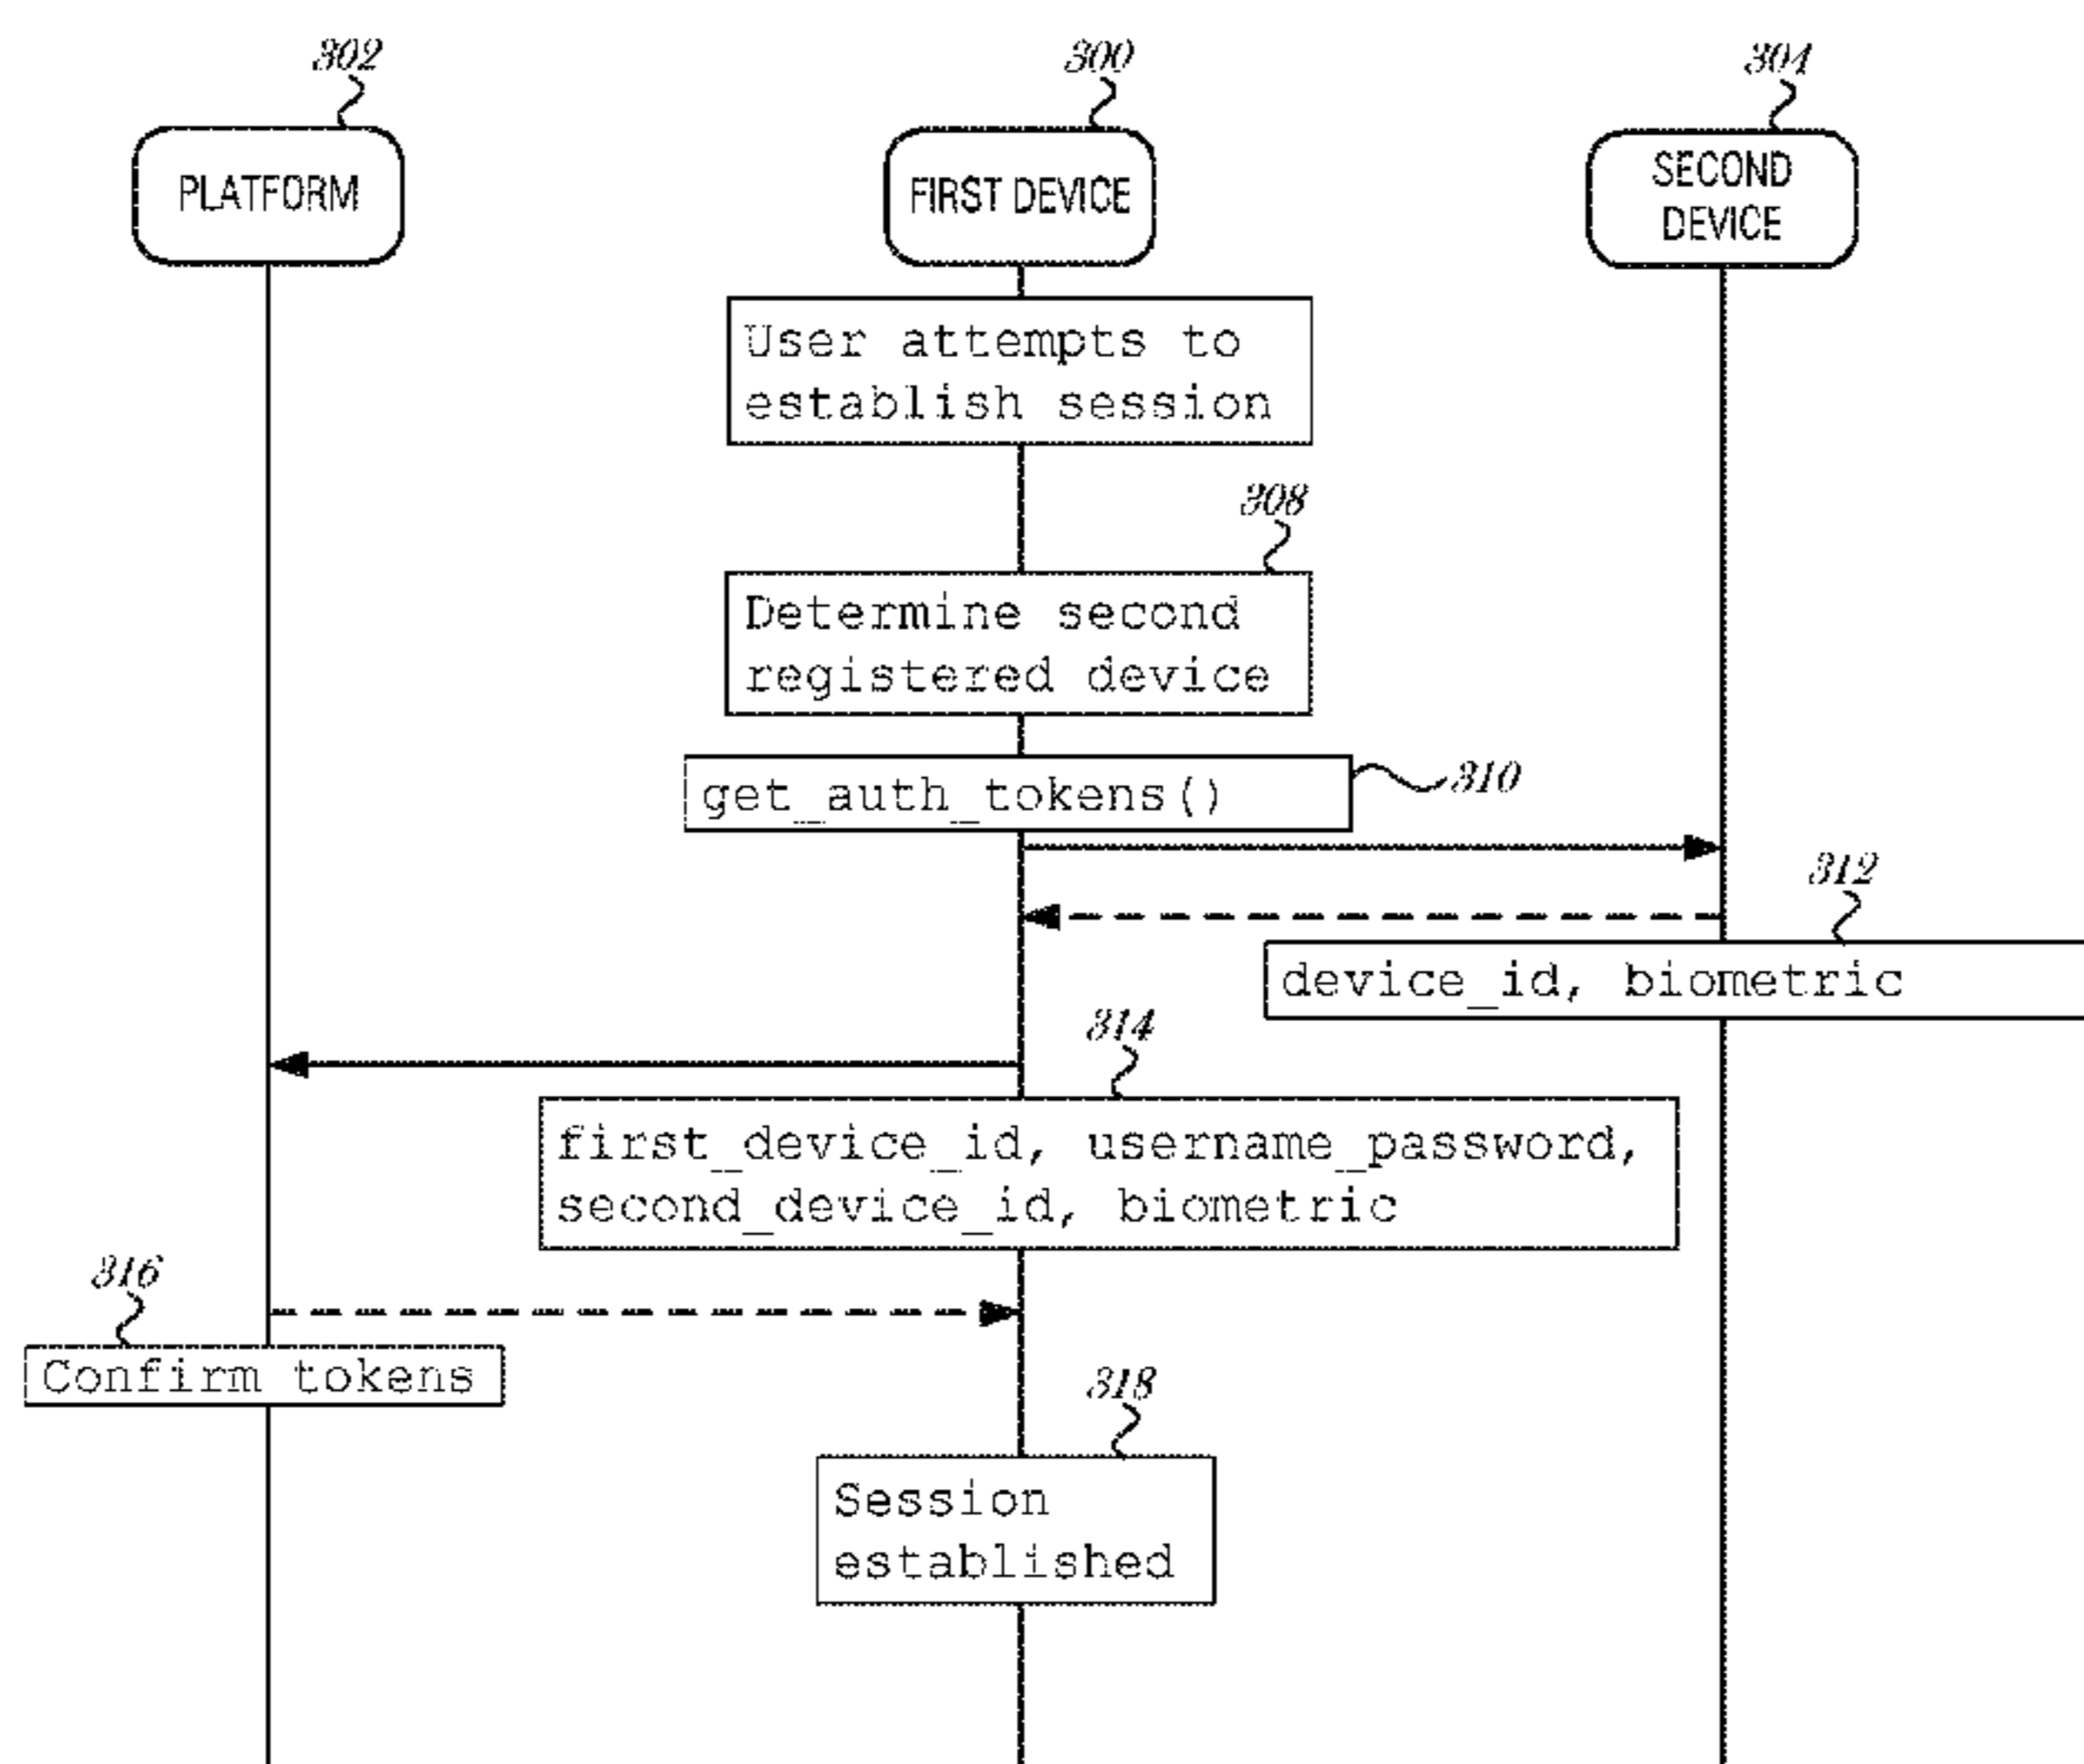 302
300
304
PLATFORM
FIRST DEVICE
SECOND
DEVICE
User attempts to
establish session
308
Determine second
registered device
get_auth_tokens()
310
312
device_id, biometric
314
first_device_id, username_password,
second_device_id, biometric
316
Confirm tokens
318
Session
established